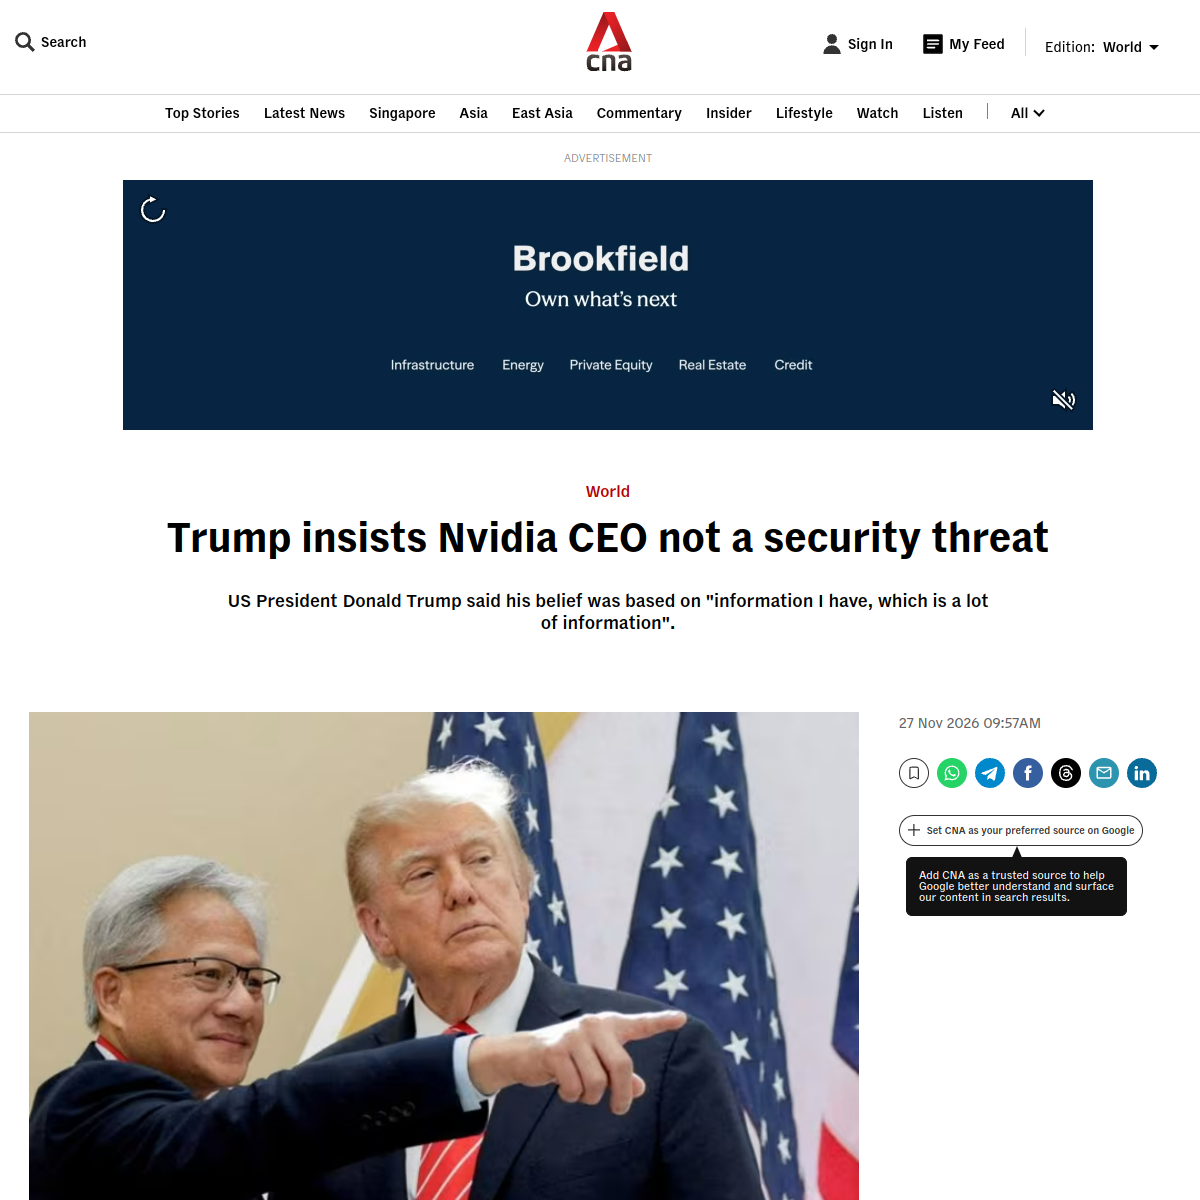 Search
cna
Sign In
My Feed
Edition: World
Top Stories Latest News Singapore Asia East Asia Commentary Insider Lifestyle Watch Listen All
ADVERTISEMENT
Brookfield
Own what's next
Infrastructure Energy Private Equity Real Estate Credit
World
Trump insists Nvidia CEO not a security threat
US President Donald Trump said his belief was based on "information I have, which is a lot
of information".
27 Nov 2026 09:57AM
Set CNA as your preferred source on Google
Add CNA as a trusted source to help
Google better understand and surface
our content in search results.